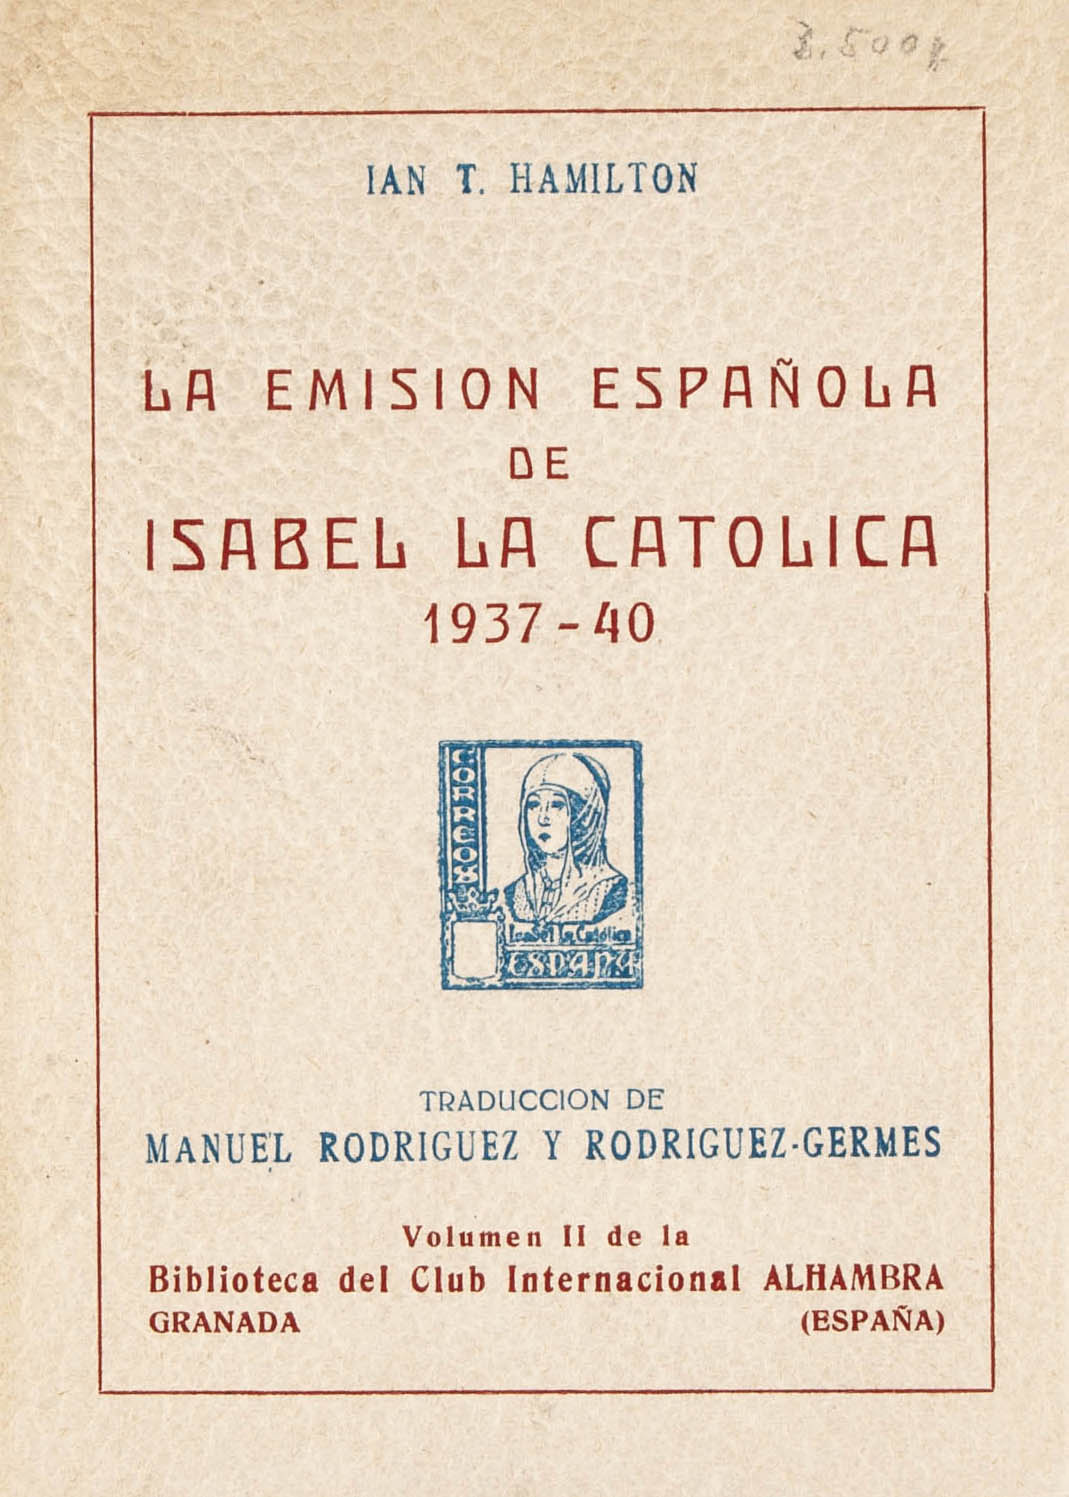 IAN T. HAMILTON
LA EMISION ESPAÑOLA
DE
ISABEL LA CATOLICA
1937-40
CORREOS
Isabel la Católica
ESPAÑA
TRADUCCION DE
MANUEL RODRIGUEZ Y RODRIGUEZ-GERMES
Volumen II de la
Biblioteca del Club Internacional ALHAMBRA
GRANADA (ESPAÑA)